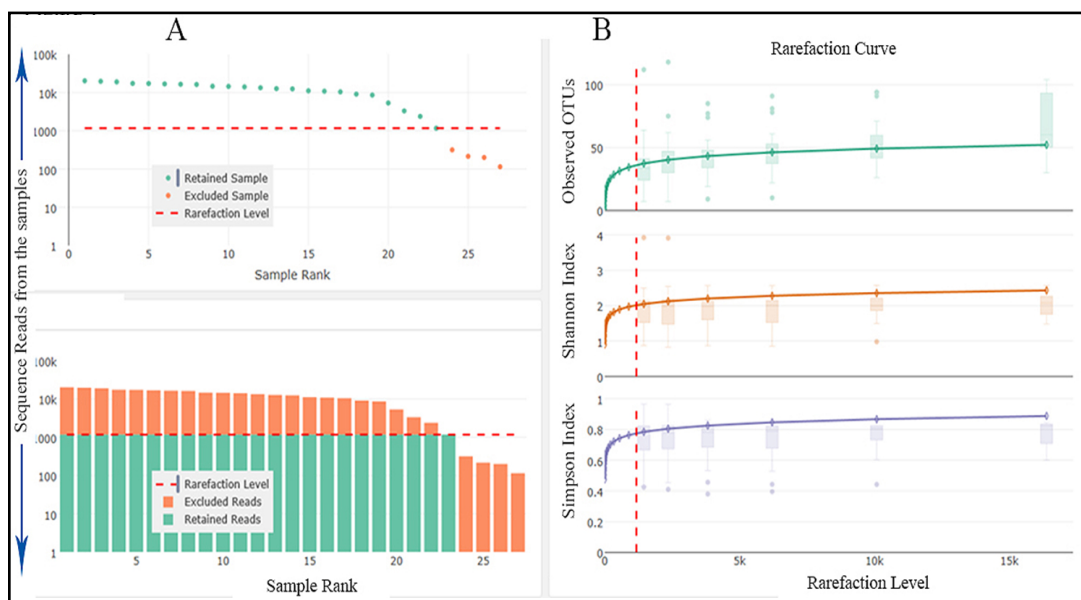 A
B
Sequence Reads from the samples
100k
10k
1000
100
10
1
Retained Sample
Excluded Sample
Rarefaction Level
0
5
10
15
20
25
Sample Rank
100k
10k
1000
100
10
1
Rarefaction Level
Excluded Reads
Retained Reads
5
10
15
20
25
Sample Rank
Rarefaction Curve
Observed OTUs
100
50
0
Shannon Index
4
3
2
1
0
Simpson Index
1
0.8
0.6
0.4
0.2
0
0
5k
10k
15k
Rarefaction Level